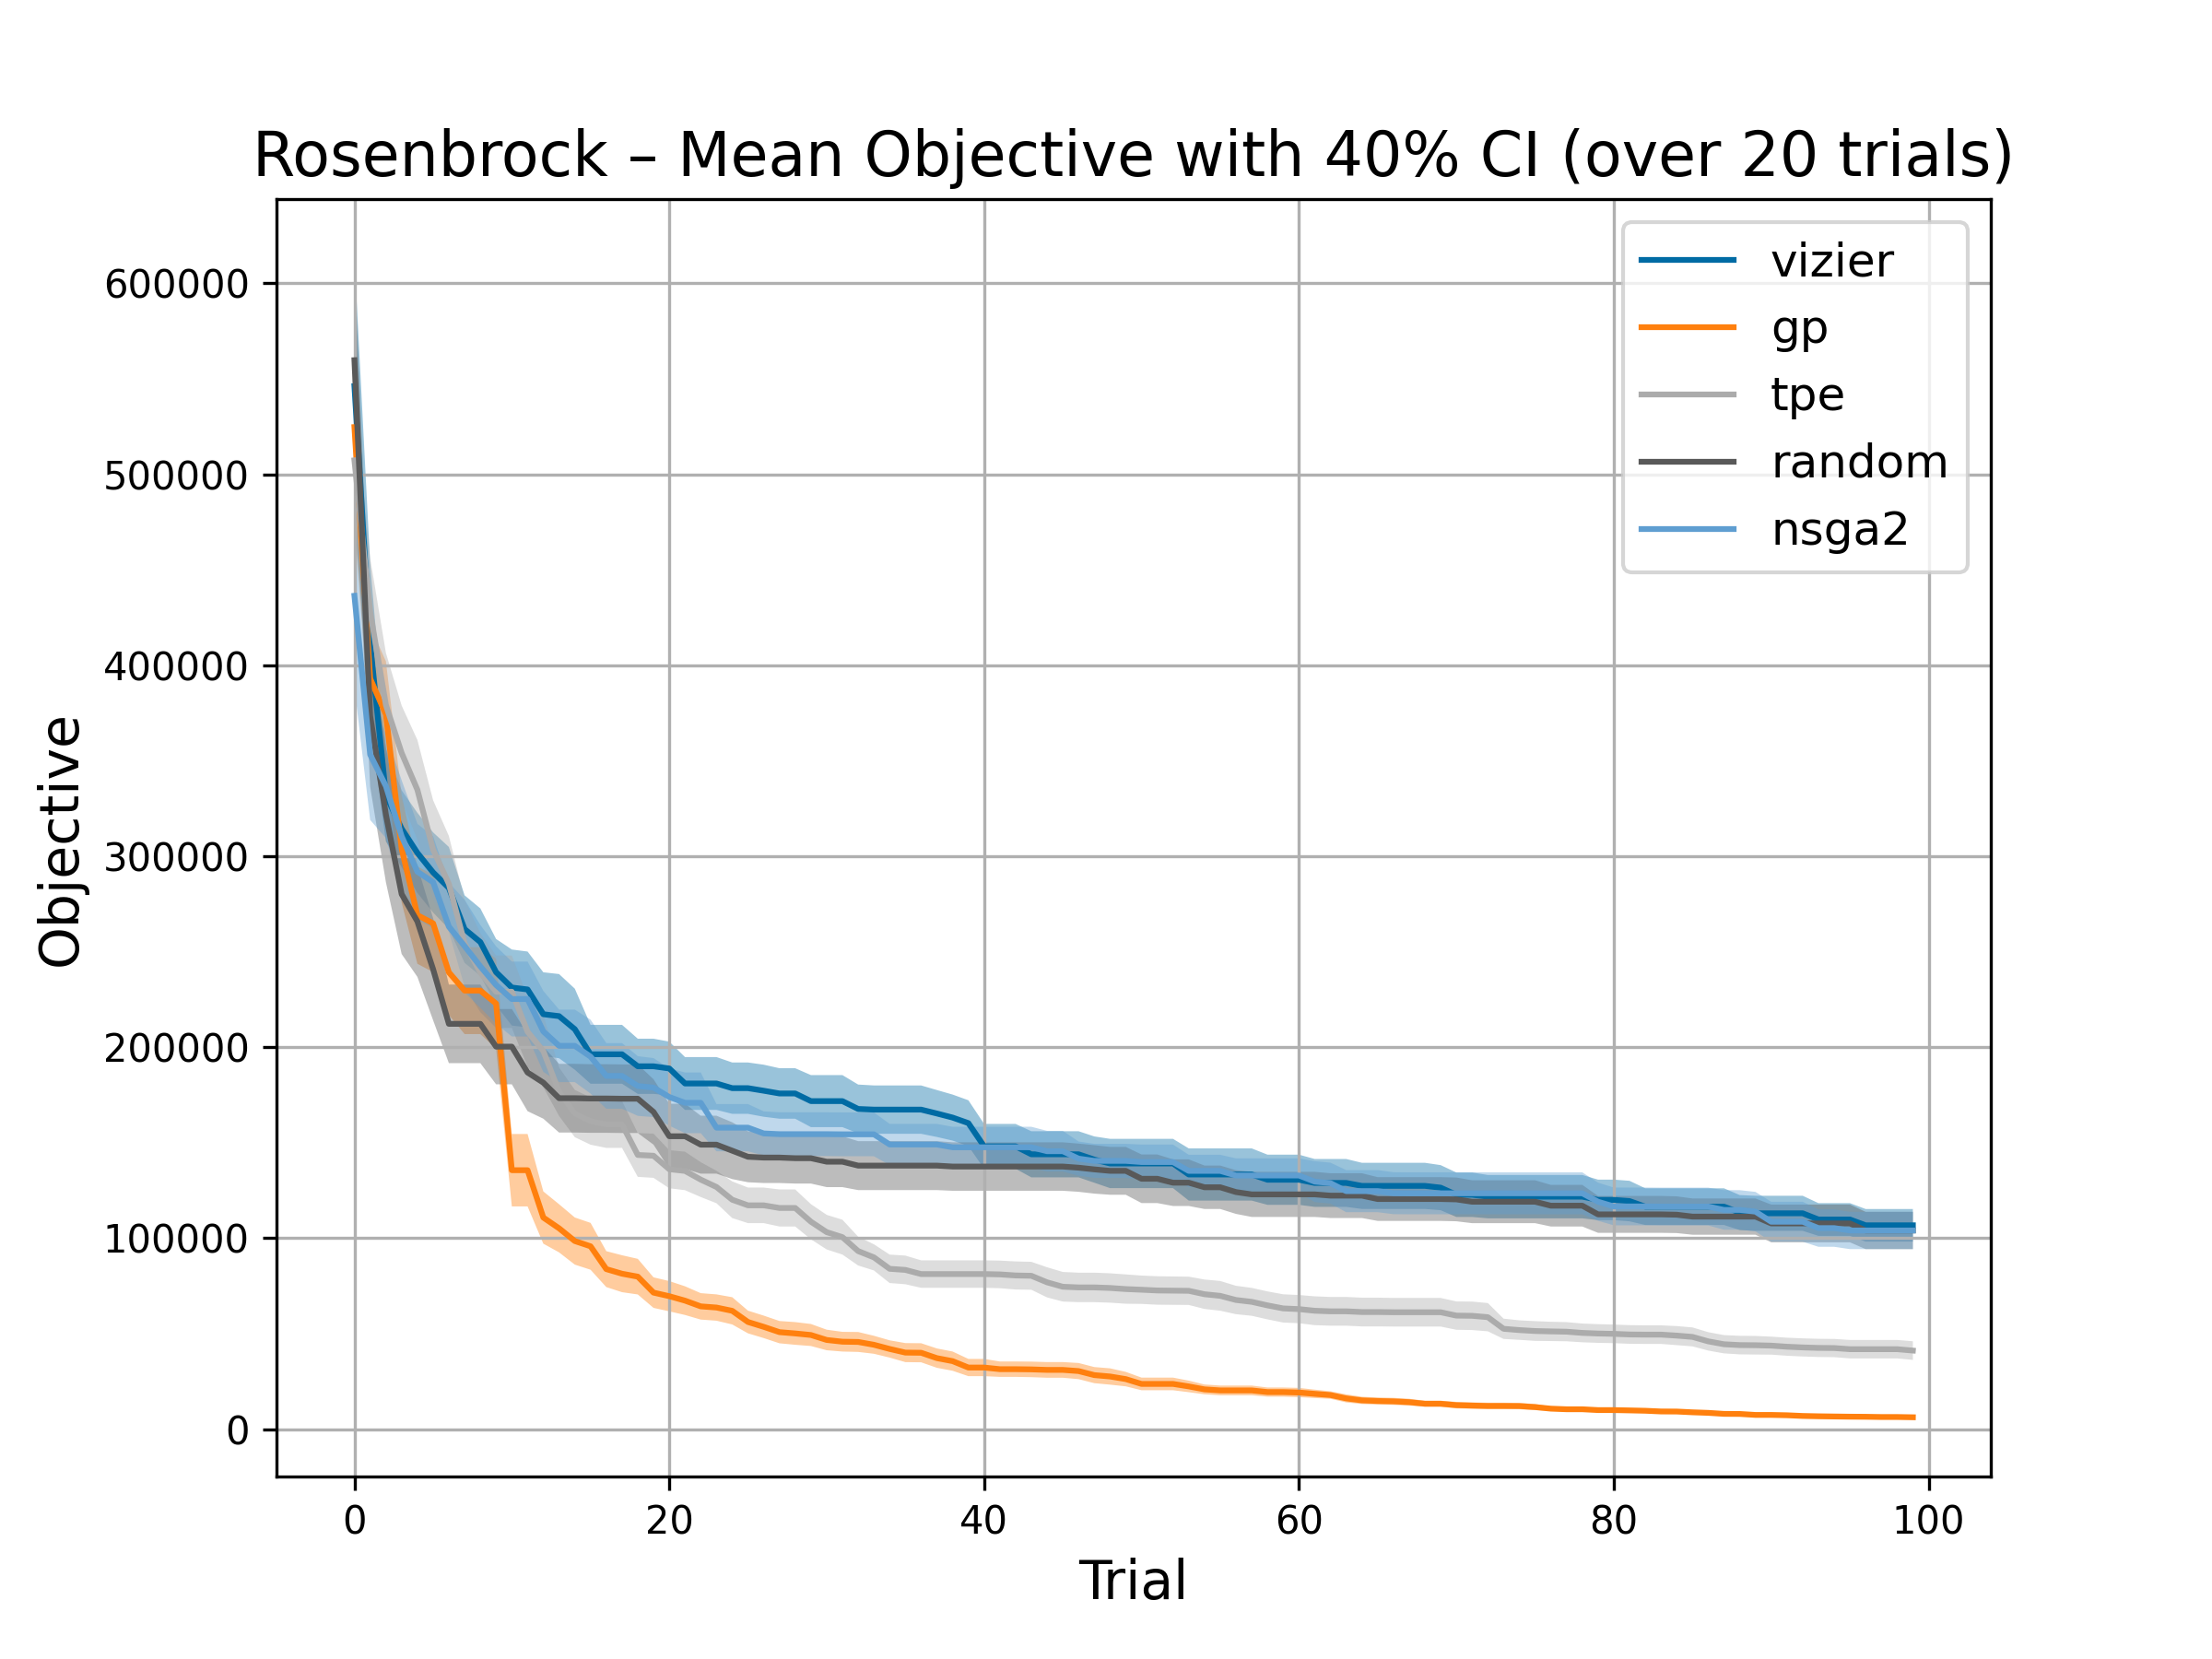 Rosenbrock – Mean Objective with 40% CI (over 20 trials)
600000
500000
400000
300000
200000
100000
0
Objective
0 20 40 60 80 100
Trial
vizier
gp
tpe
random
nsga2